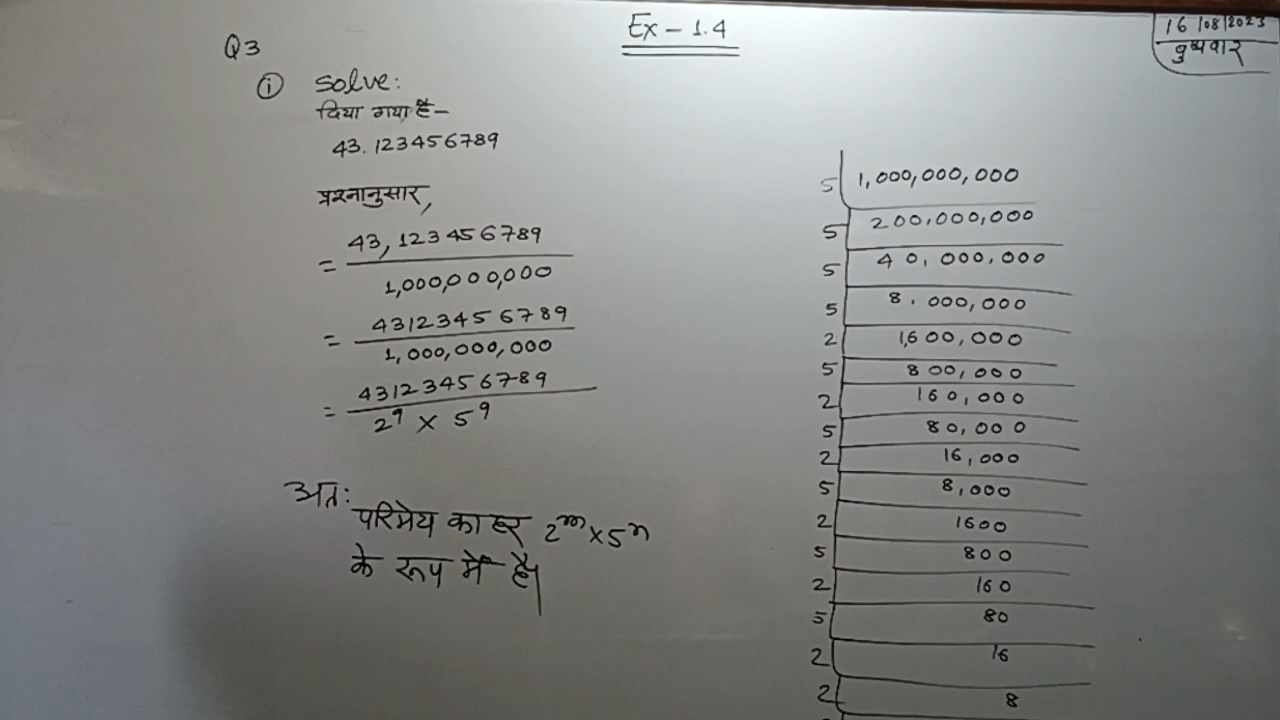 Ex - 1.4
16/08/2023
बुधवार
Q3
① solve:
दिया गया है-
43.123456789
प्रश्नानुसार,
= 43,123456789
1,000,000,000
= 43123456789
1,000,000,000
= 43123456789
2⁹ × 5⁹
अतः
परिमेय का हर 2ᵐ×5ⁿ
के रूप में है।
5 1,000,000,000
5 200,000,000
5 40,000,000
5 8,000,000
2 1,600,000
5 800,000
2 160,000
5 80,000
2 16,000
5 8,000
2 1600
5 800
2 160
5 80
2 16
2 8